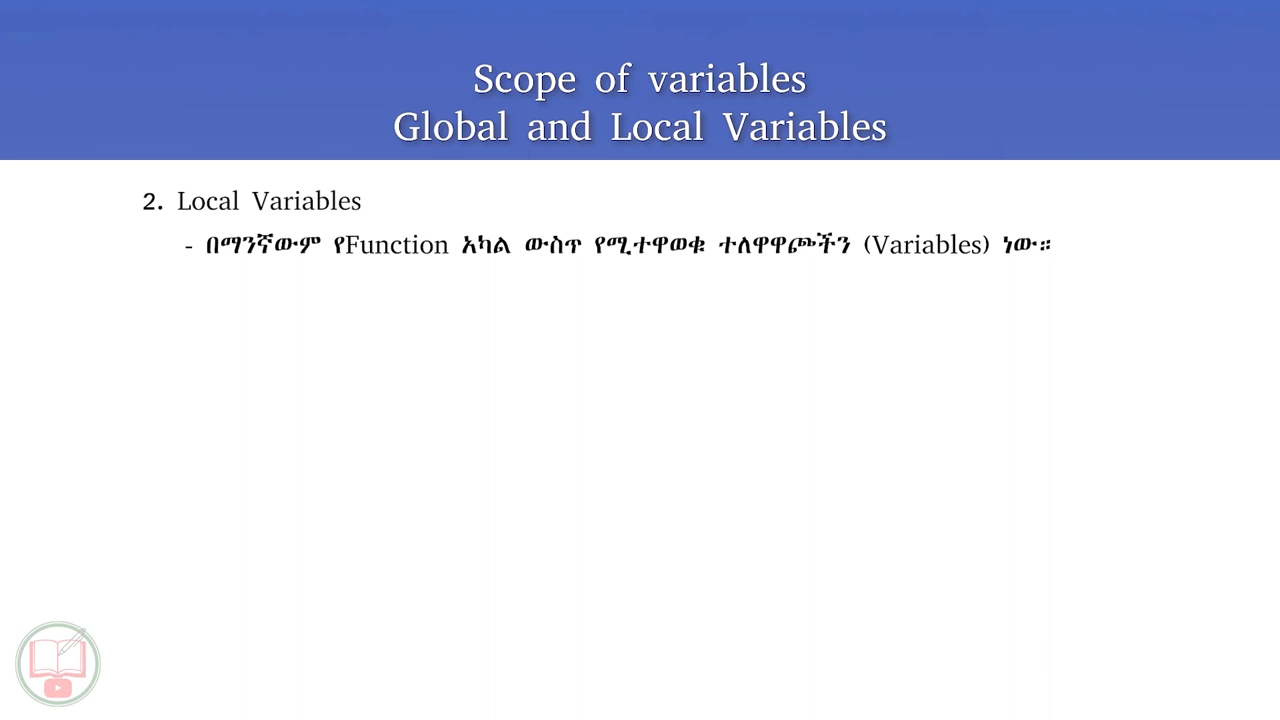 Scope of variables
Global and Local Variables
2. Local Variables
- በማንኛውም የFunction አካል ውስጥ የሚተዋወቁ ተለዋዋጮችን (Variables) ነው።